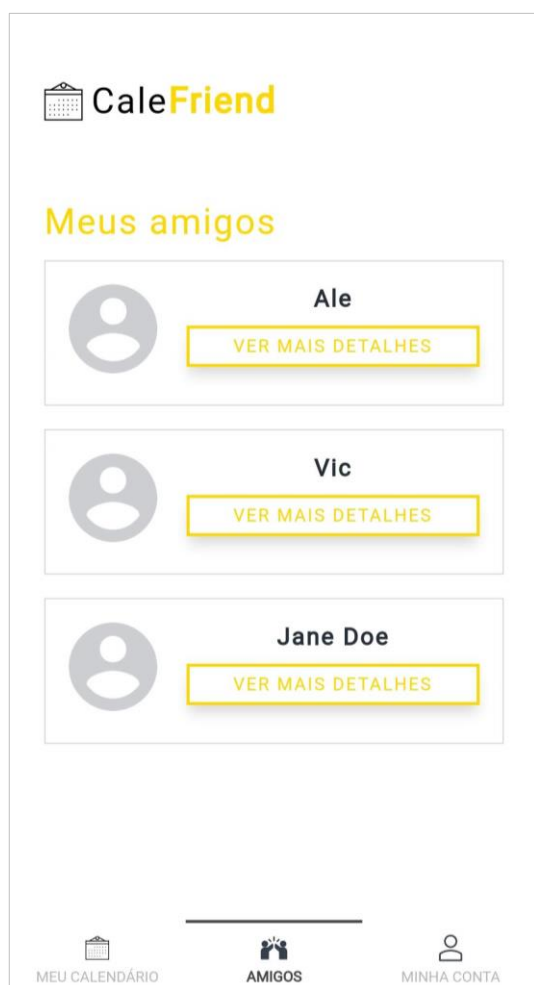 CaleFriend
Meus amigos
Ale
VER MAIS DETALHES
Vic
VER MAIS DETALHES
Jane Doe
VER MAIS DETALHES
MEU CALENDÁRIO
AMIGOS
MINHA CONTA